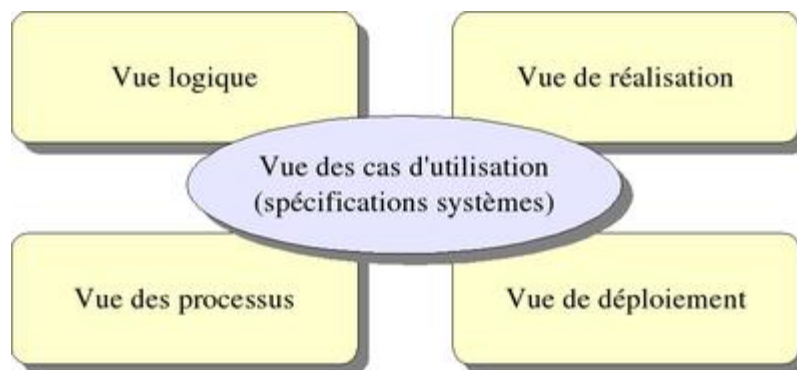 Vue logique
Vue de réalisation
Vue des cas d'utilisation
(spécifications systèmes)
Vue des processus
Vue de déploiement